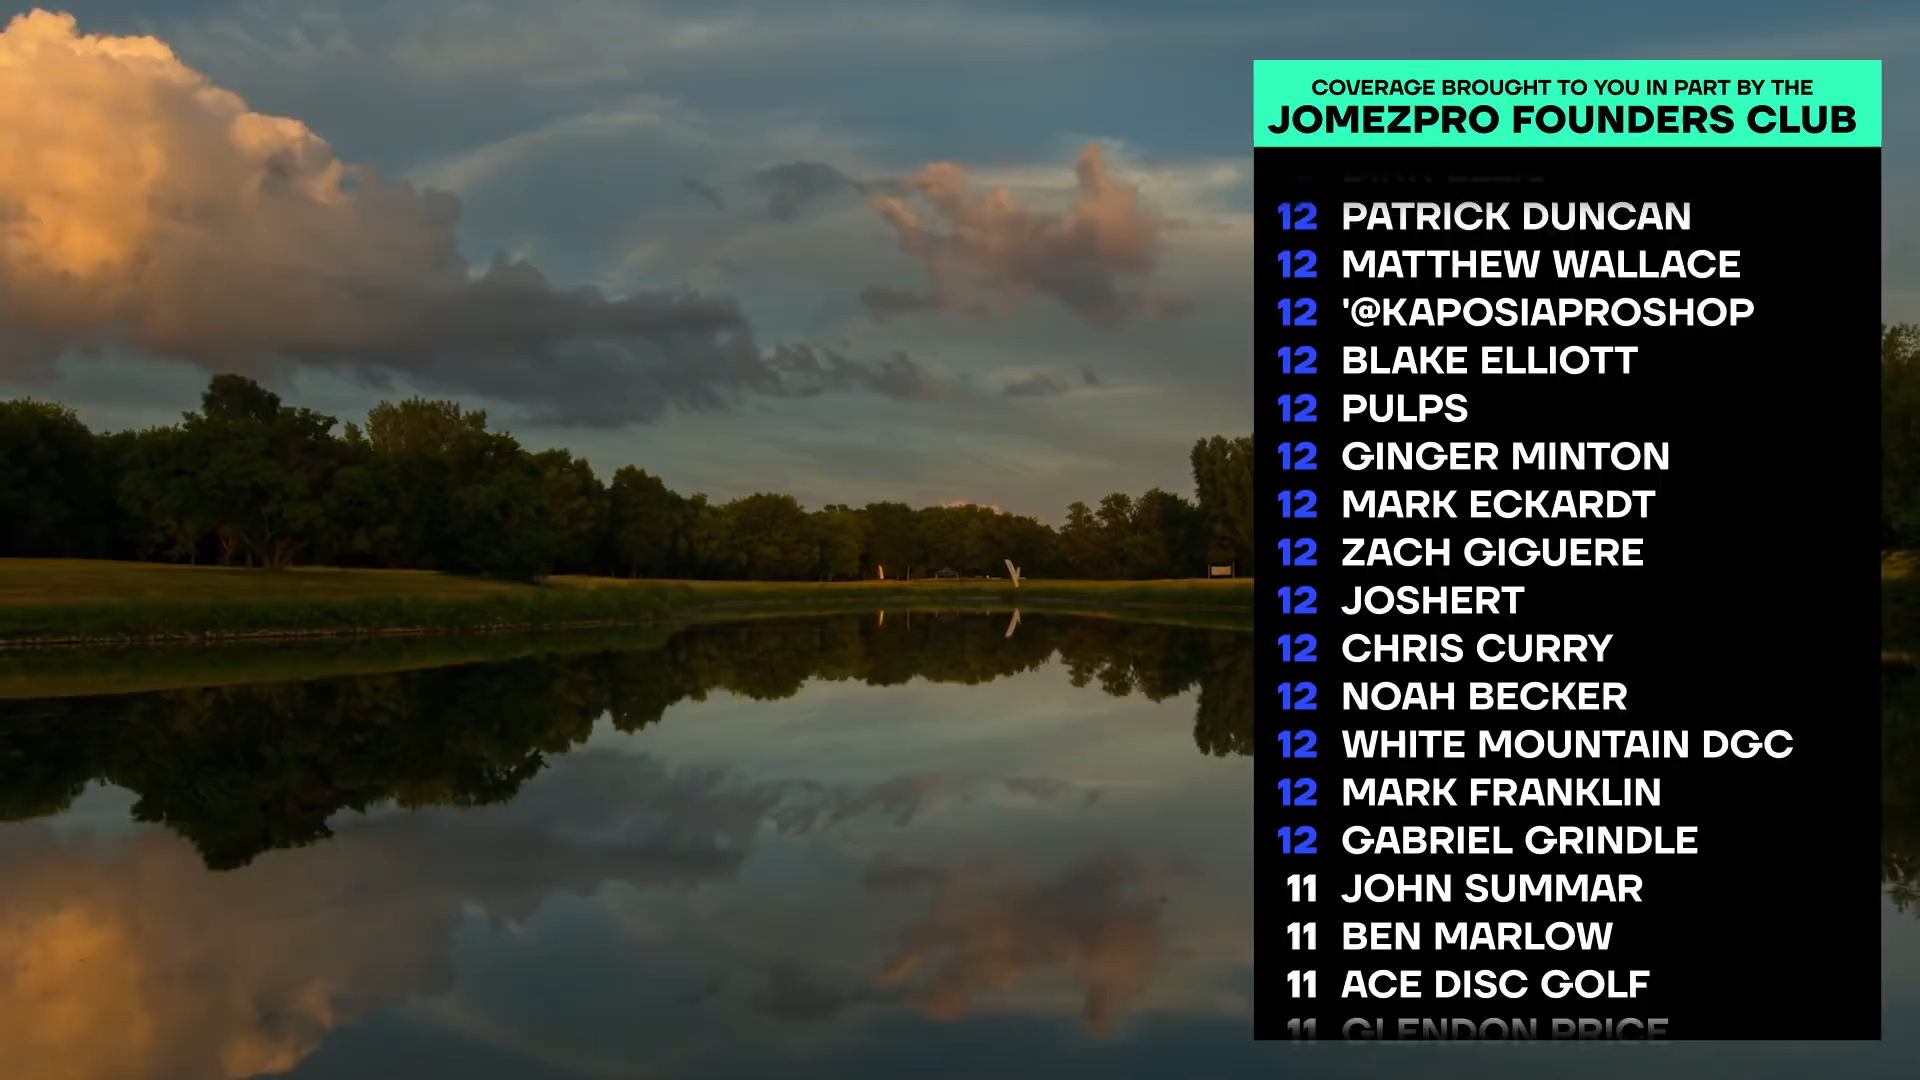 COVERAGE BROUGHT TO YOU IN PART BY THE
JOMEZPRO FOUNDERS CLUB
12 PATRICK DUNCAN
12 MATTHEW WALLACE
12 '@KAPOSIAPROSHOP
12 BLAKE ELLIOTT
12 PULPS
12 GINGER MINTON
12 MARK ECKARDT
12 ZACH GIGUERE
12 JOSHERT
12 CHRIS CURRY
12 NOAH BECKER
12 WHITE MOUNTAIN DGC
12 MARK FRANKLIN
12 GABRIEL GRINDLE
11 JOHN SUMMAR
11 BEN MARLOW
11 ACE DISC GOLF
11 GLENDON PRICE